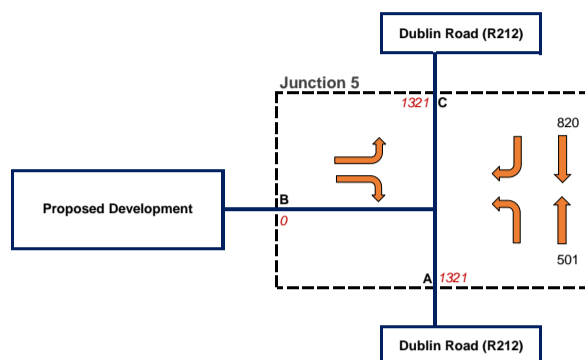 Dublin Road (R212)
Junction 5
1321 C
820
B
Proposed Development
0
501
A 1321
Dublin Road (R212)